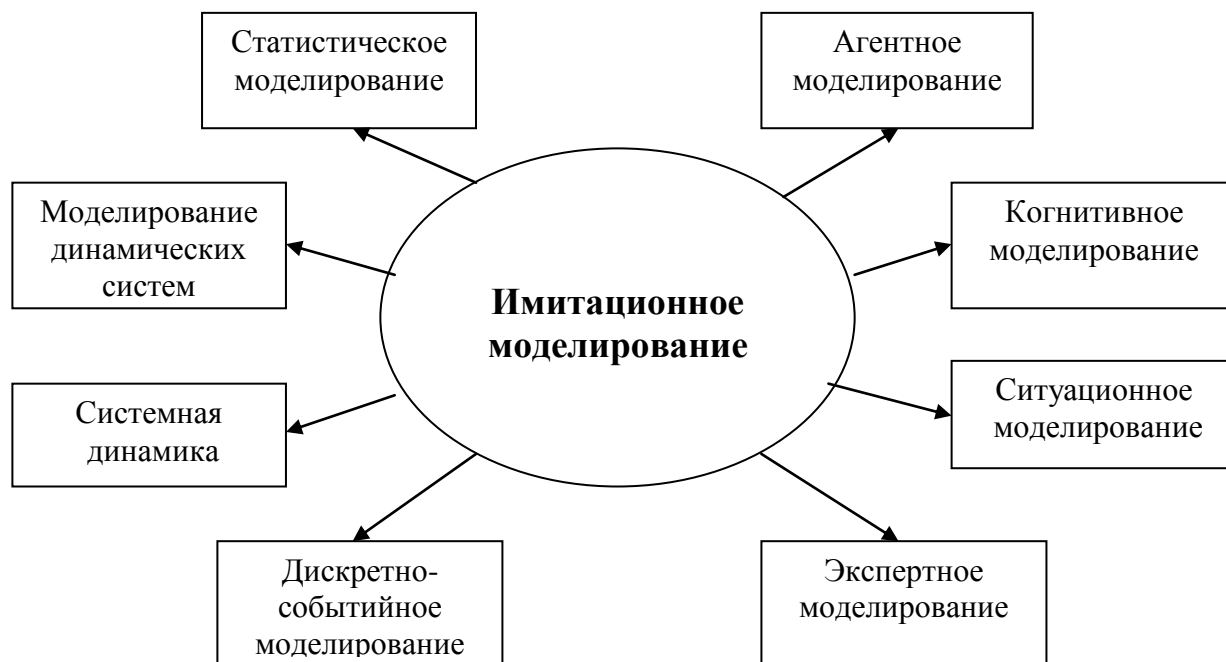 Статистическое
моделирование
Агентное
моделирование
Моделирование
динамических
систем
Когнитивное
моделирование
Имитационное
моделирование
Системная
динамика
Ситуационное
моделирование
Дискретно-
событийное
моделирование
Экспертное
моделирование